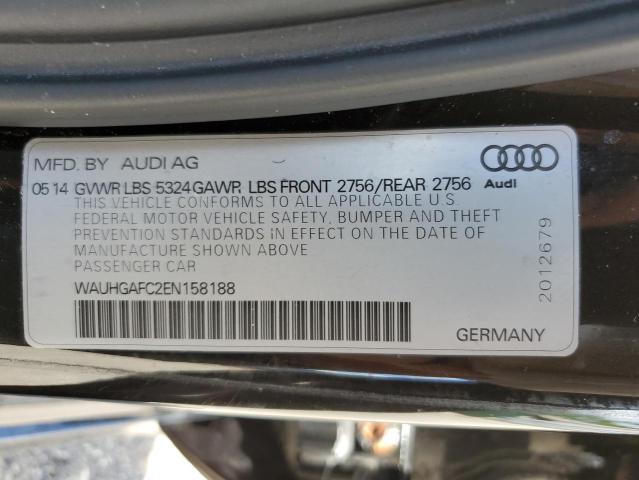 MFD. BY AUDI AG
05 14 GVWR LBS 5324 GAWR. LBS FRONT 2756/REAR 2756
Audi
THIS VEHICLE CONFORMS TO ALL APPLICABLE U.S.
FEDERAL MOTOR VEHICLE SAFETY, BUMPER AND THEFT
PREVENTION STANDARDS IN EFFECT ON THE DATE OF
MANUFACTURE SHOWN ABOVE
PASSENGER CAR
WAUHGAFC2EN158188
GERMANY
2012679